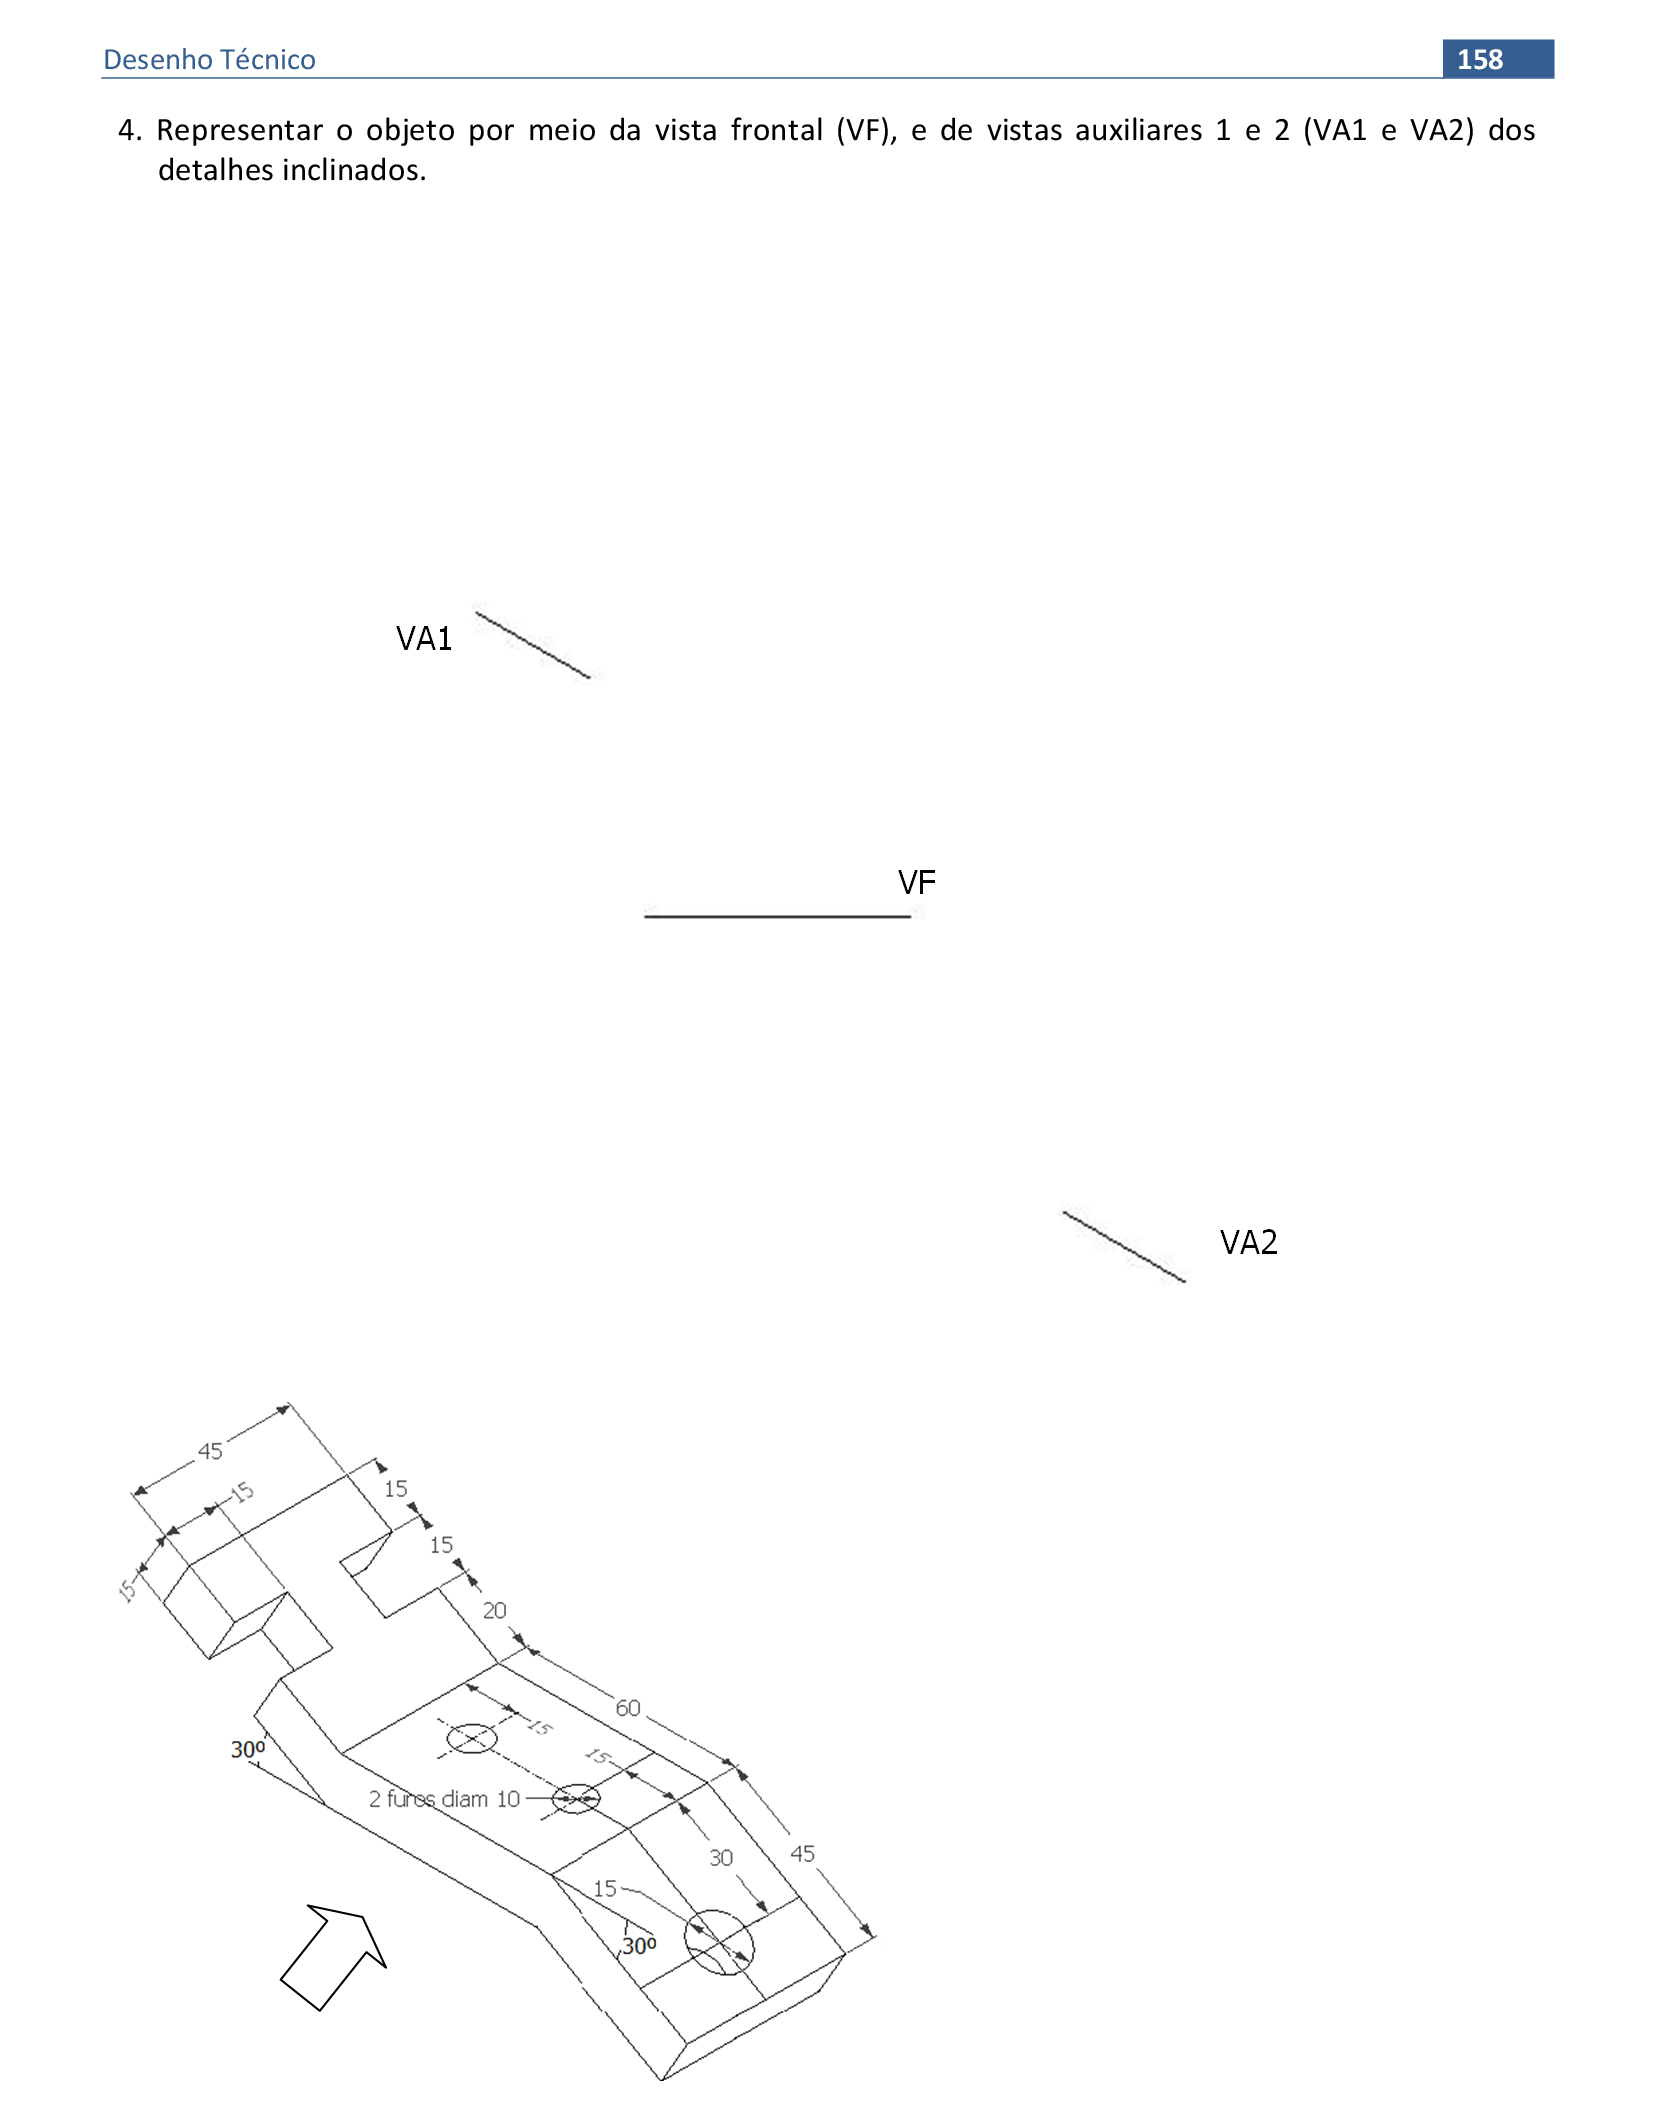 Desenho Técnico 158
4. Representar o objeto por meio da vista frontal (VF), e de vistas auxiliares 1 e 2 (VA1 e VA2) dos
detalhes inclinados.
VA1
VF
VA2
45
15
15
15
15
20
60
15
15
30º
2 furos diam 10
30
45
15
30º